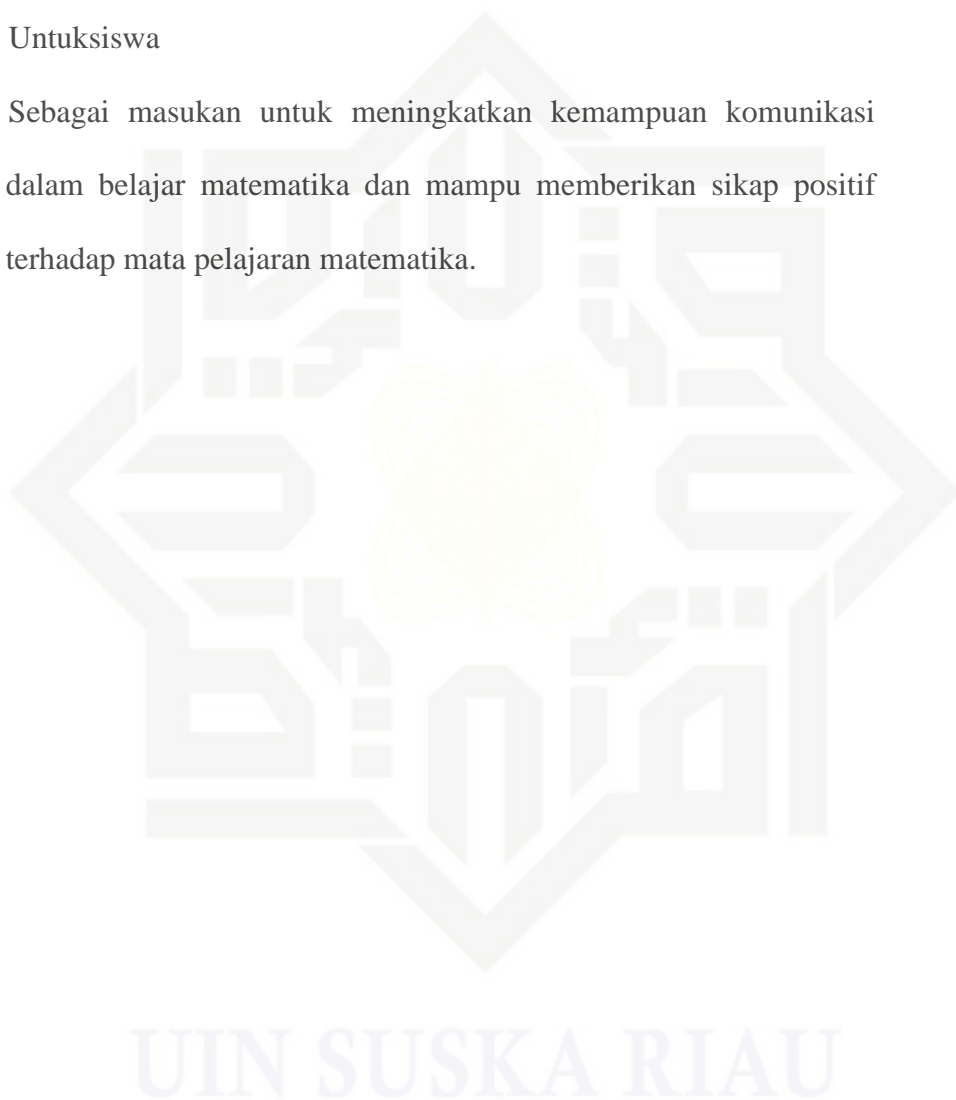 Untuksiswa
Sebagai masukan untuk meningkatkan kemampuan komunikasi
dalam belajar matematika dan mampu memberikan sikap positif
terhadap mata pelajaran matematika.
UIN SUSKA RIAU